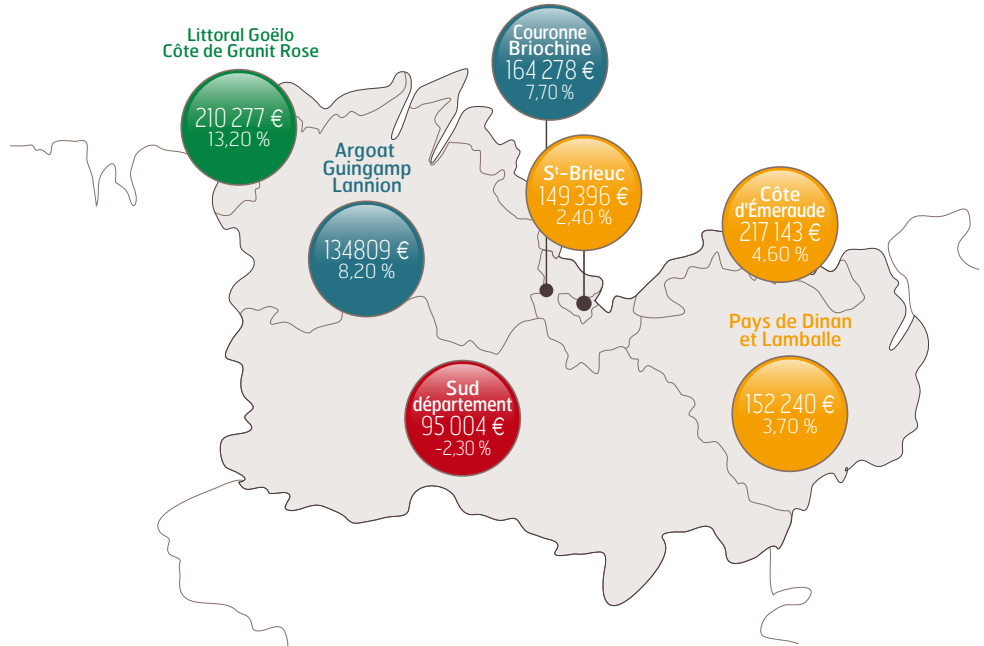 Littoral Goëlo
Côte de Granit Rose
210 277 €
13,20 %
Couronne
Briochine
164 278 €
7,70 %
Argoat
Guingamp
Lannion
134809 €
8,20 %
Sᵗ-Brieuc
149 396 €
2,40 %
Côte
d'Émeraude
217 143 €
4,60 %
Pays de Dinan
et Lamballe
152 240 €
3,70 %
Sud
département
95 004 €
-2,30 %